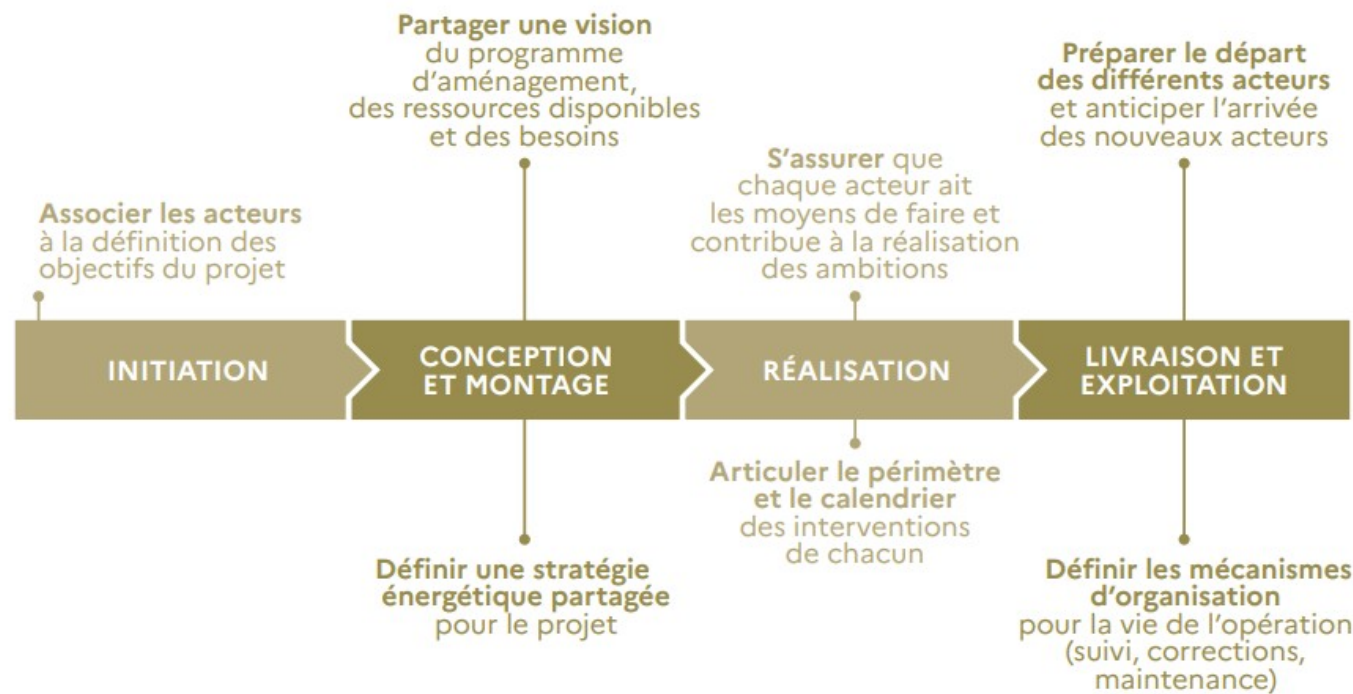 Partager une vision
du programme
d'aménagement,
des ressources disponibles
et des besoins
Préparer le départ
des différents acteurs
et anticiper l'arrivée
des nouveaux acteurs
S'assurer que
chaque acteur ait
les moyens de faire et
contribue à la réalisation
des ambitions
Associer les acteurs
à la définition des
objectifs du projet
INITIATION
CONCEPTION
ET MONTAGE
RÉALISATION
LIVRAISON ET
EXPLOITATION
Articuler le périmètre
et le calendrier
des interventions
de chacun
Définir une stratégie
énergétique partagée
pour le projet
Définir les mécanismes
d'organisation
pour la vie de l'opération
(suivi, corrections,
maintenance)